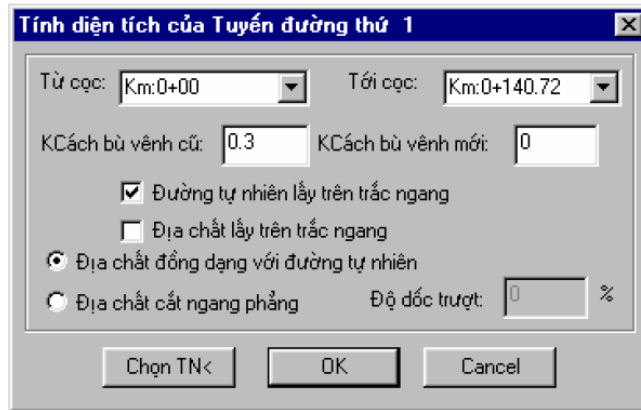 Tính diện tích của Tuyến đường thứ 1
Từ cọc: Km:0+00 Tới cọc: Km:0+140.72
KCách bù vênh cũ: 0.3 KCách bù vênh mới: 0
Đường tự nhiên lấy trên trắc ngang
Địa chất lấy trên trắc ngang
Địa chất đồng dạng với đường tự nhiên
Địa chất cắt ngang phẳng Độ dốc trượt: 0 %
Chọn TN< OK Cancel